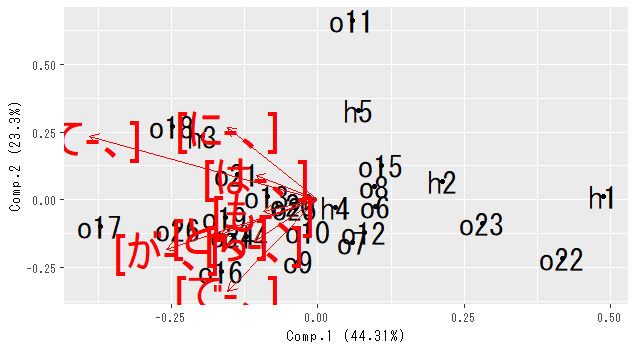 o11
0.50
h5
0.25
o18
h3
[に-、]
て-、]
o15
o21
[は-、]
h2
o8
h1
0.00
[も-、]
h4
o6
o17
o19
o23
o26
o10
o12
o7
[が-、]
-0.25
o16
o9
o22
[で-、]
-0.25
0.00
0.25
0.50
Comp.1 (44.31%)
Comp.2 (23.3%)